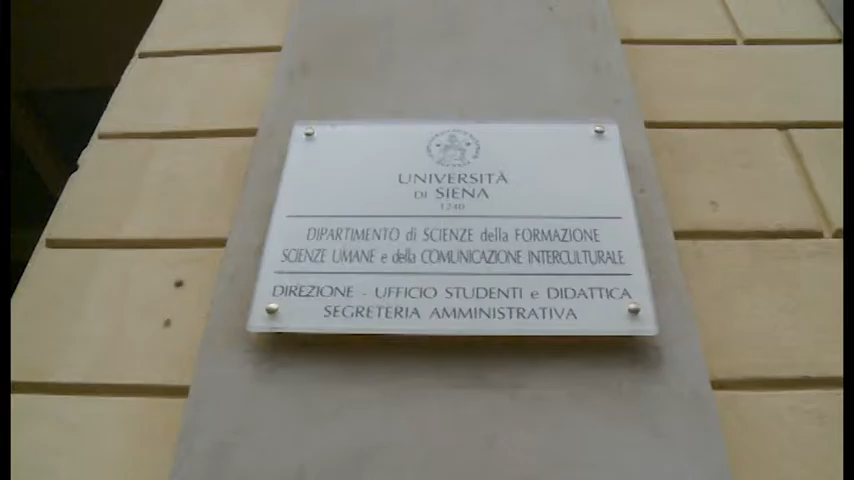 UNIVERSITÀ
DI SIENA
1240
DIPARTIMENTO di SCIENZE della FORMAZIONE
SCIENZE UMANE e della COMUNICAZIONE INTERCULTURALE
DIREZIONE - UFFICIO STUDENTI e DIDATTICA
SEGRETERIA AMMINISTRATIVA